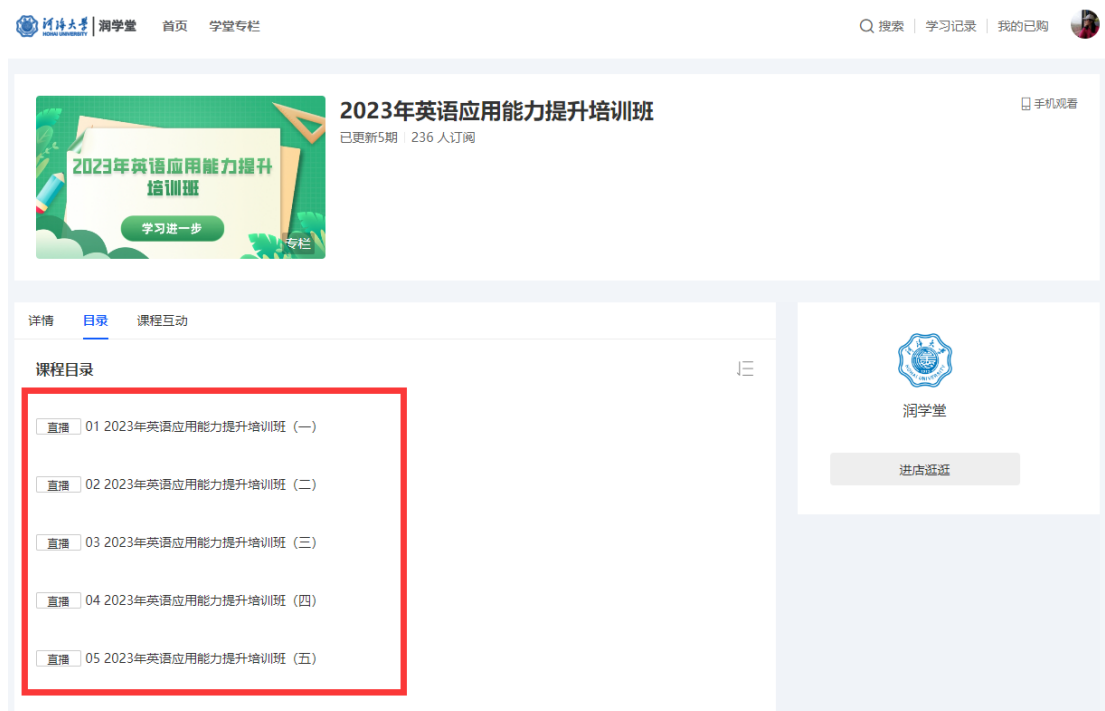 河海大学 润学堂 首页 学堂专栏 搜索 学习记录 我的已购
HOHAI UNIVERSITY
2023年英语应用能力提升培训班
手机观看
已更新5期 236 人订阅
2023年英语应用能力提升
培训班
学习进一步
专栏
详情 目录 课程互动
课程目录
直播 01 2023年英语应用能力提升培训班（一）
直播 02 2023年英语应用能力提升培训班（二）
直播 03 2023年英语应用能力提升培训班（三）
直播 04 2023年英语应用能力提升培训班（四）
直播 05 2023年英语应用能力提升培训班（五）
河海大学
HOHAI UNIVERSITY
润学堂
进店逛逛